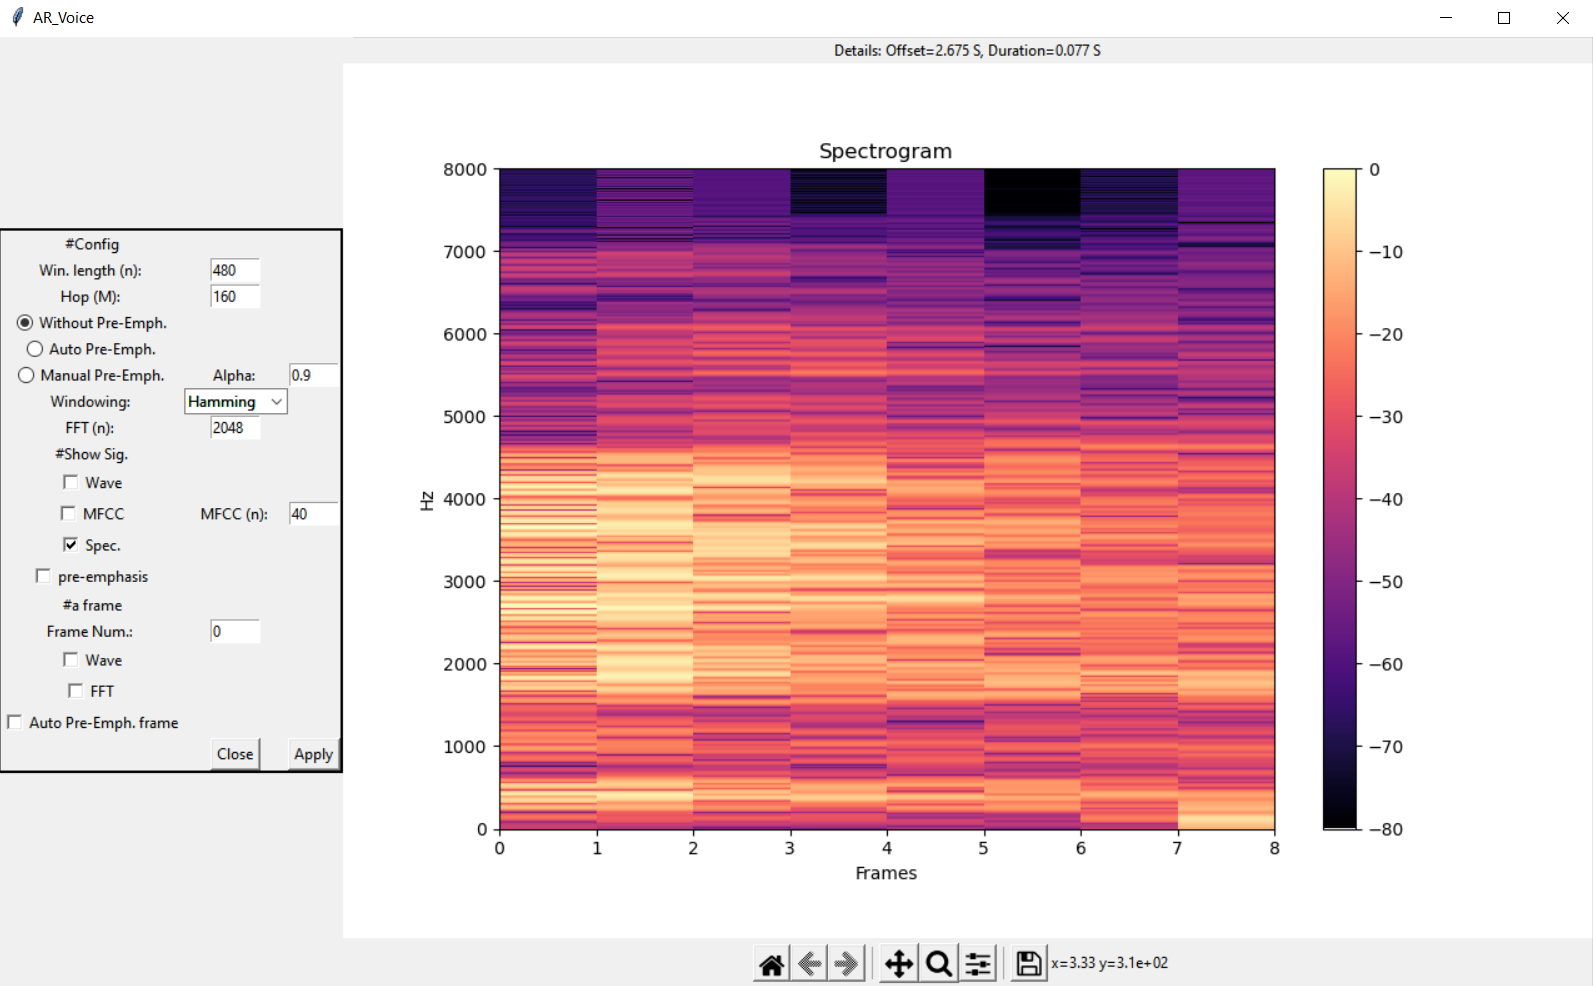 AR_Voice
Details: Offset=2.675 S, Duration=0.077 S
#Config
Win. length (n): 480
Hop (M): 160
Without Pre-Emph.
Auto Pre-Emph.
Manual Pre-Emph. Alpha: 0.9
Windowing: Hamming
FFT (n): 2048
#Show Sig.
Wave
MFCC MFCC (n): 40
Spec.
pre-emphasis
#a frame
Frame Num.: 0
Wave
FFT
Auto Pre-Emph. frame
Close Apply
Spectrogram
8000
7000
6000
5000
4000
3000
2000
1000
0
Hz
0 1 2 3 4 5 6 7 8
Frames
0
−10
−20
−30
−40
−50
−60
−70
−80
x=3.33 y=3.1e+02